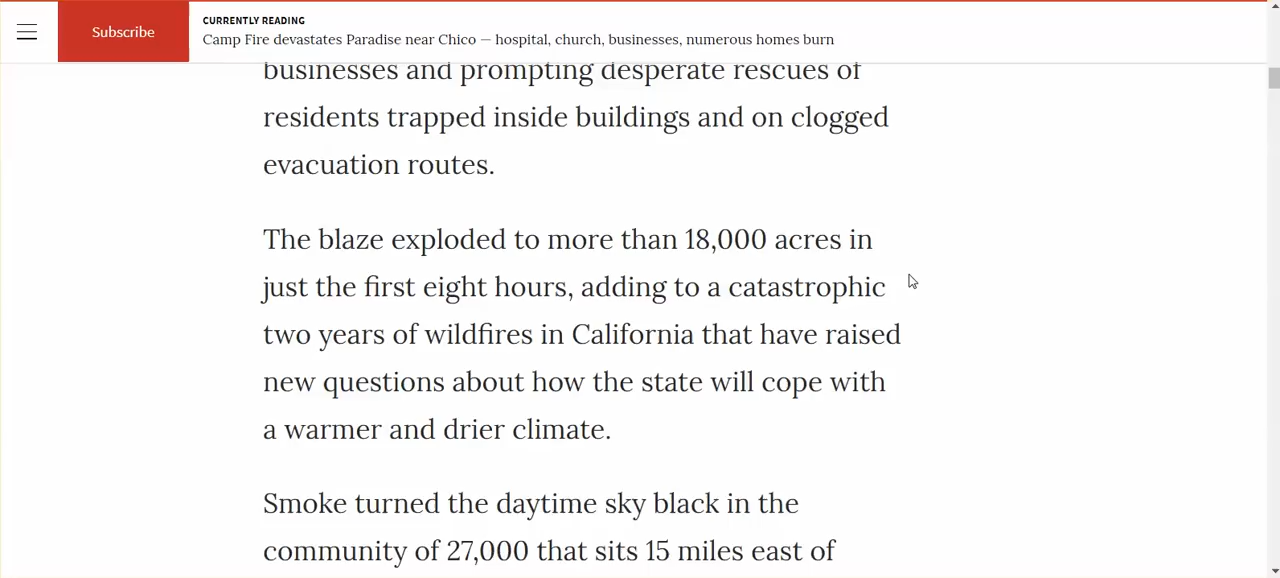 Subscribe
CURRENTLY READING
Camp Fire devastates Paradise near Chico — hospital, church, businesses, numerous homes burn
businesses and prompting desperate rescues of
residents trapped inside buildings and on clogged
evacuation routes.
The blaze exploded to more than 18,000 acres in
just the first eight hours, adding to a catastrophic
two years of wildfires in California that have raised
new questions about how the state will cope with
a warmer and drier climate.
Smoke turned the daytime sky black in the
community of 27,000 that sits 15 miles east of